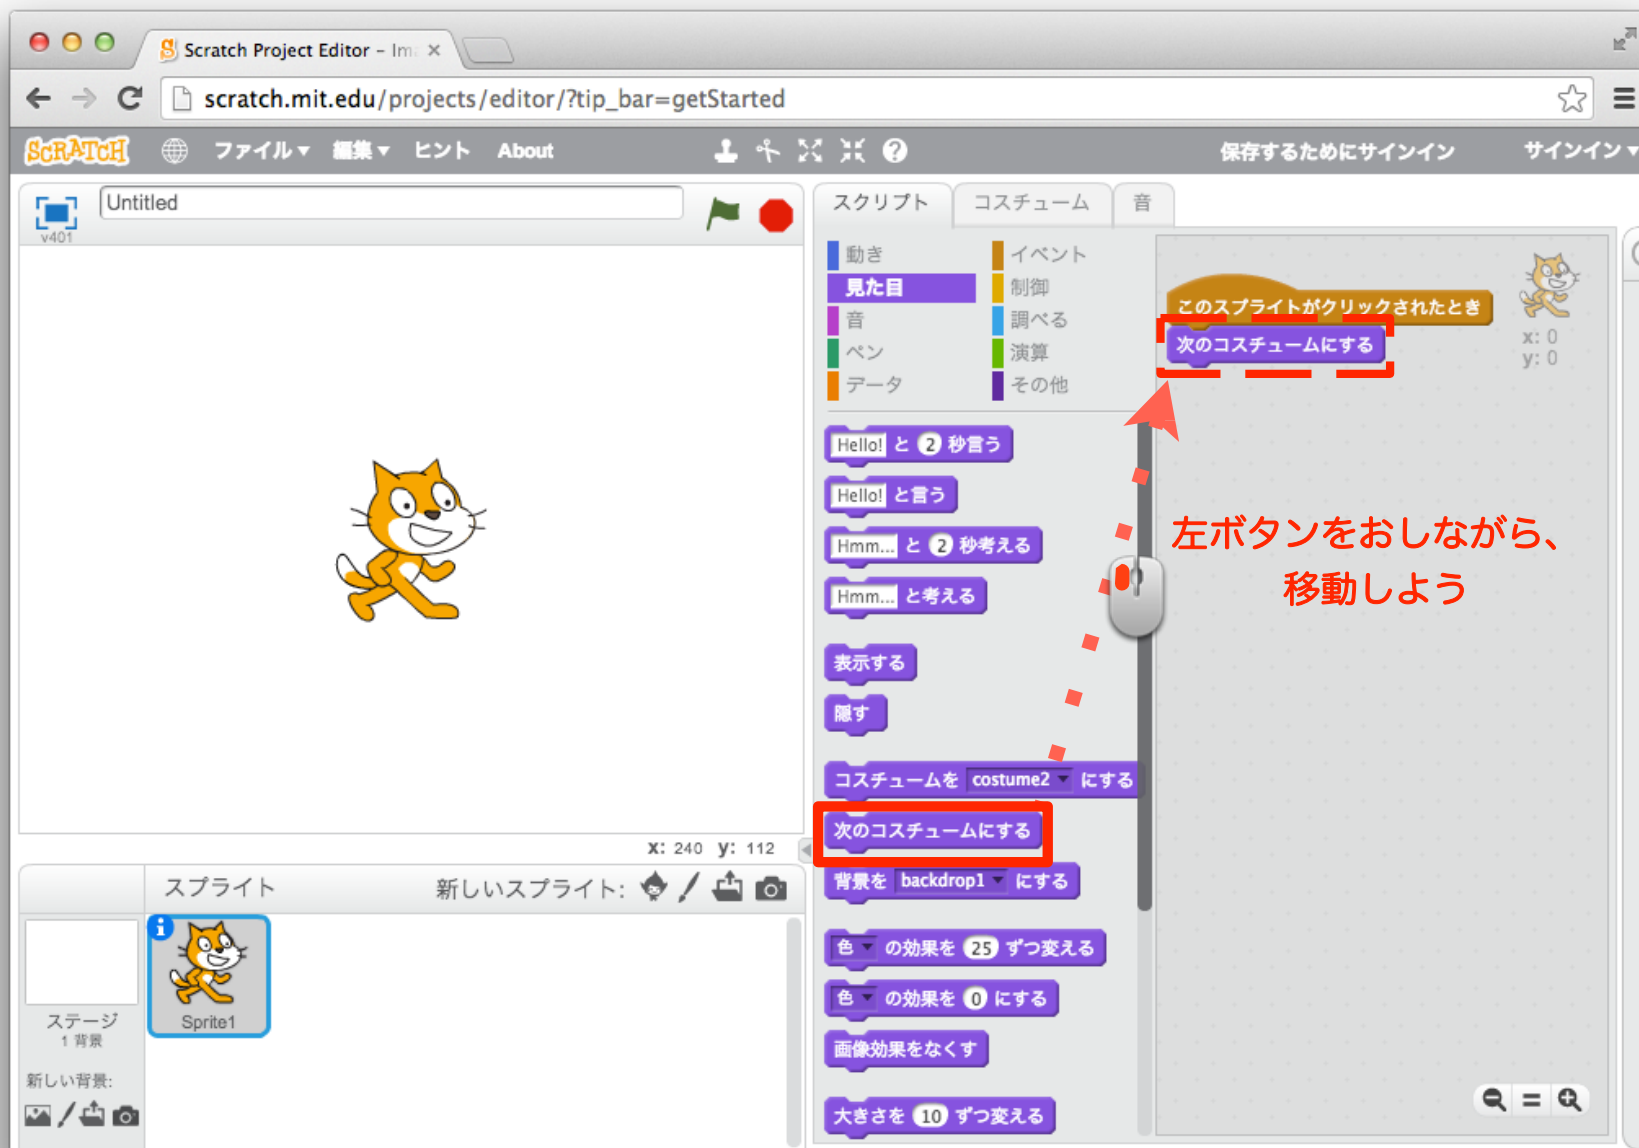 Scratch Project Editor – Im
scratch.mit.edu/projects/editor/?tip_bar=getStarted
SCRATCH ファイル 編集 ヒント About 保存するためにサインイン サインイン
v401
Untitled
スクリプト コスチューム 音
動き イベント
見た目 制御
音 調べる
ペン 演算
データ その他
このスプライトがクリックされたとき
次のコスチュームにする
x: 0
y: 0
Hello! と 2 秒言う
Hello! と言う
Hmm... と 2 秒考える
Hmm... と考える
表示する
隠す
コスチュームを costume2 にする
次のコスチュームにする
背景を backdrop1 にする
色 の効果を 25 ずつ変える
色 の効果を 0 にする
画像効果をなくす
大きさを 10 ずつ変える
左ボタンをおしながら、
移動しよう
x: 240 y: 112
スプライト 新しいスプライト:
Sprite1
ステージ
1 背景
新しい背景: